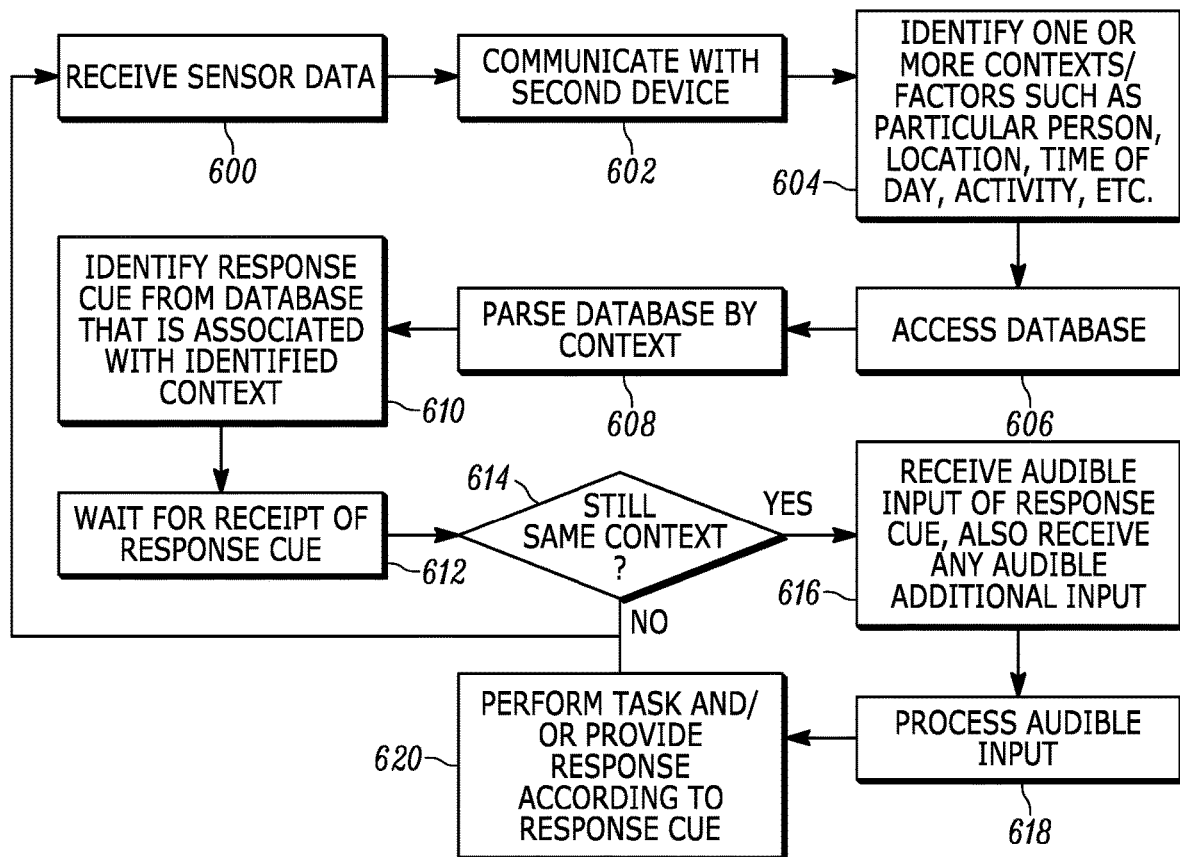 RECEIVE SENSOR DATA
600
COMMUNICATE WITH
SECOND DEVICE
602
IDENTIFY ONE OR
MORE CONTEXTS/
FACTORS SUCH AS
PARTICULAR PERSON,
LOCATION, TIME OF
DAY, ACTIVITY, ETC.
604
ACCESS DATABASE
606
PARSE DATABASE BY
CONTEXT
608
IDENTIFY RESPONSE
CUE FROM DATABASE
THAT IS ASSOCIATED
WITH IDENTIFIED
CONTEXT
610
WAIT FOR RECEIPT OF
RESPONSE CUE
612
614
STILL
SAME CONTEXT
?
YES
NO
RECEIVE AUDIBLE
INPUT OF RESPONSE
CUE, ALSO RECEIVE
ANY AUDIBLE
ADDITIONAL INPUT
616
PROCESS AUDIBLE
INPUT
618
PERFORM TASK AND/
OR PROVIDE
RESPONSE
ACCORDING TO
RESPONSE CUE
620